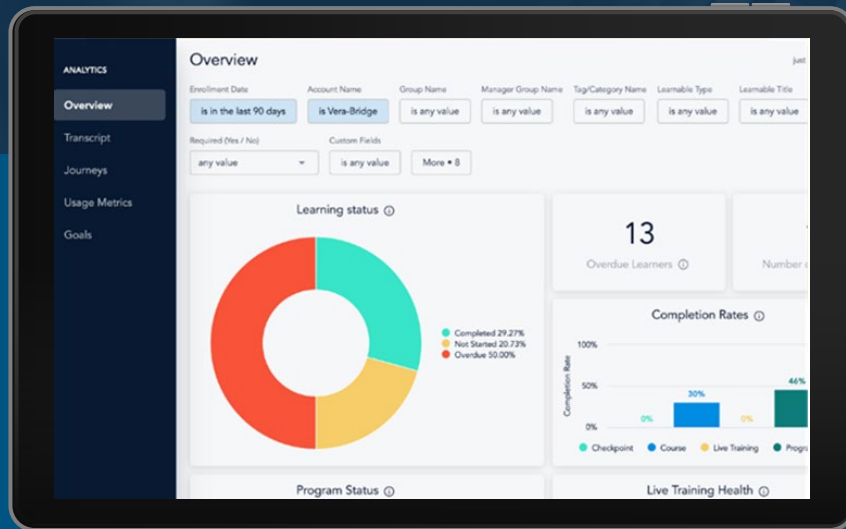 ANALYTICS
Overview
Transcript
Journeys
Usage Metrics
Goals
Overview
just
Enrollment Date
is in the last 90 days
Account Name
is Vera-Bridge
Group Name
is any value
Manager Group Name
is any value
Tag/Category Name
is any value
Learnable Type
is any value
Learnable Title
is any value
Required (Yes / No)
any value
Custom Fields
is any value
More • 8
Learning status
Completed 29.27%
Not Started 20.73%
Overdue 50.00%
13
Overdue Learners
Number
Completion Rates
Completion Rate
100%
50%
0%
0%
30%
0%
46%
Checkpoint
Course
Live Training
Program Status
Live Training Health